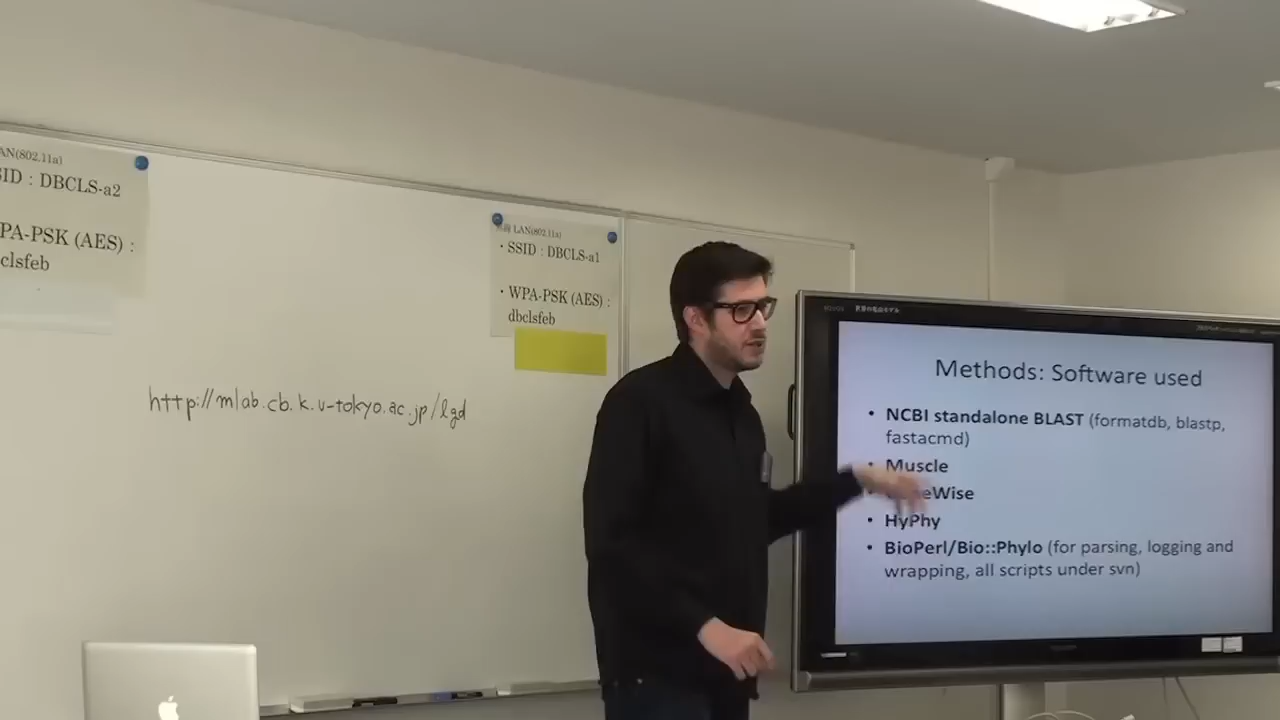 AN(802.11a)
SID : DBCLS-a2
PA-PSK (AES) :
clsfeb
LAN(802.11a)
・SSID : DBCLS-a1
・WPA-PSK (AES) :
dbclsfeb
http://mlab.cb.k.u-tokyo.ac.jp/lgd
Methods: Software used
• NCBI standalone BLAST (formatdb, blastp,
fastacmd)
• Muscle
eWise
• HyPhy
• BioPerl/Bio::Phylo (for parsing, logging and
wrapping, all scripts under svn)